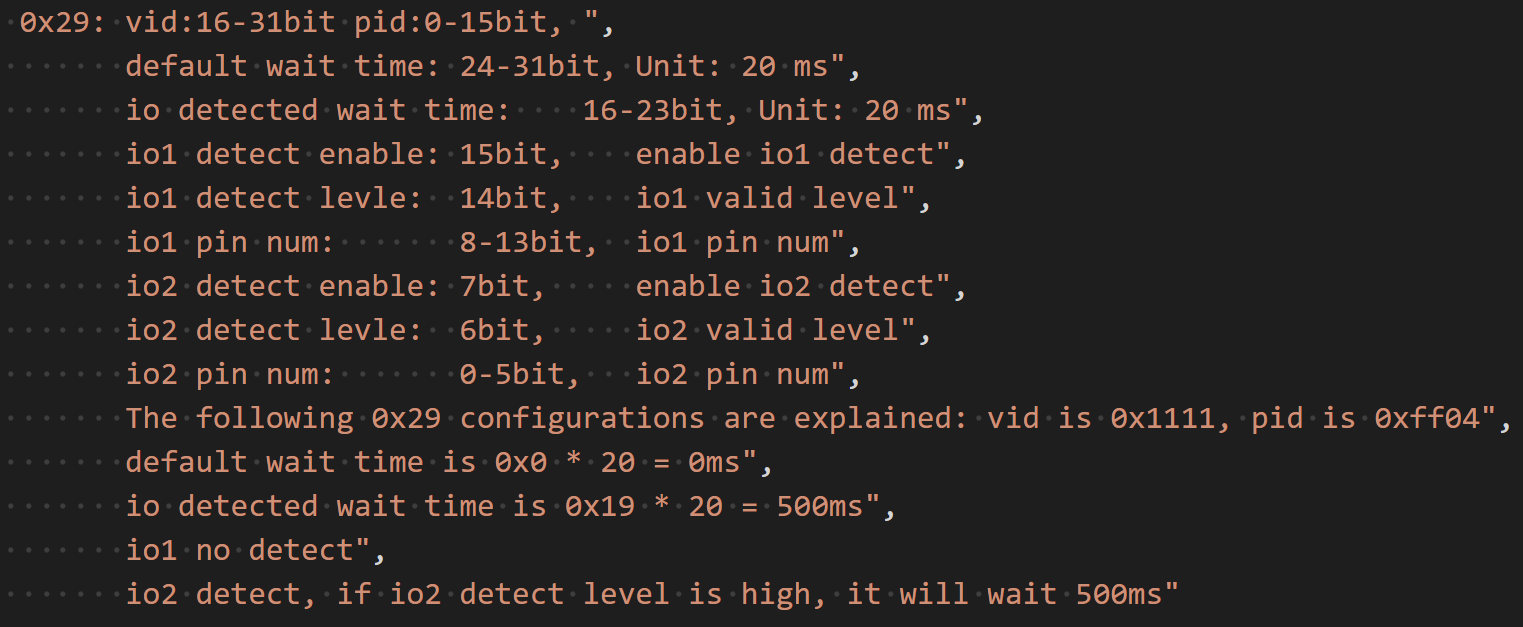 0x29: vid:16-31bit pid:0-15bit, ",
default wait time: 24-31bit, Unit: 20 ms",
io detected wait time:    16-23bit, Unit: 20 ms",
io1 detect enable: 15bit,    enable io1 detect",
io1 detect levle:  14bit,    io1 valid level",
io1 pin num:       8-13bit,  io1 pin num",
io2 detect enable: 7bit,     enable io2 detect",
io2 detect levle:  6bit,     io2 valid level",
io2 pin num:       0-5bit,   io2 pin num",
The following 0x29 configurations are explained: vid is 0x1111, pid is 0xff04",
default wait time is 0x0 * 20 = 0ms",
io detected wait time is 0x19 * 20 = 500ms",
io1 no detect",
io2 detect, if io2 detect level is high, it will wait 500ms"